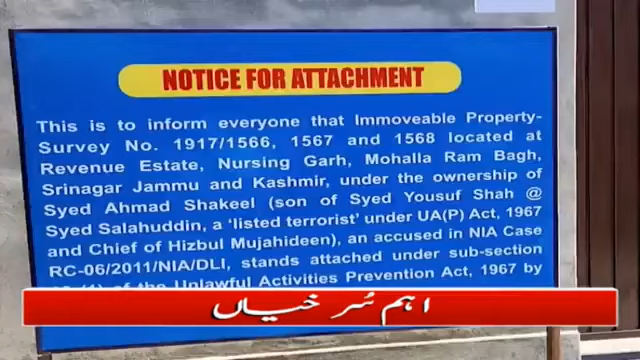 NOTICE FOR ATTACHMENT
This is to inform everyone that Immoveable Property-
Survey No. 1917/1566, 1567 and 1568 located at
Revenue Estate, Nursing Garh, Mohalla Ram Bagh,
Srinagar Jammu and Kashmir, under the ownership of
Syed Ahmad Shakeel (son of Syed Yousuf Shah @
Syed Salahuddin, a ‘listed terrorist’ under UA(P) Act, 1967
and Chief of Hizbul Mujahideen), an accused in NIA Case
RC-06/2011/NIA/DLI, stands attached under sub-section
of the Unlawful Activities Prevention Act, 1967 by
اہم سُرخیاں